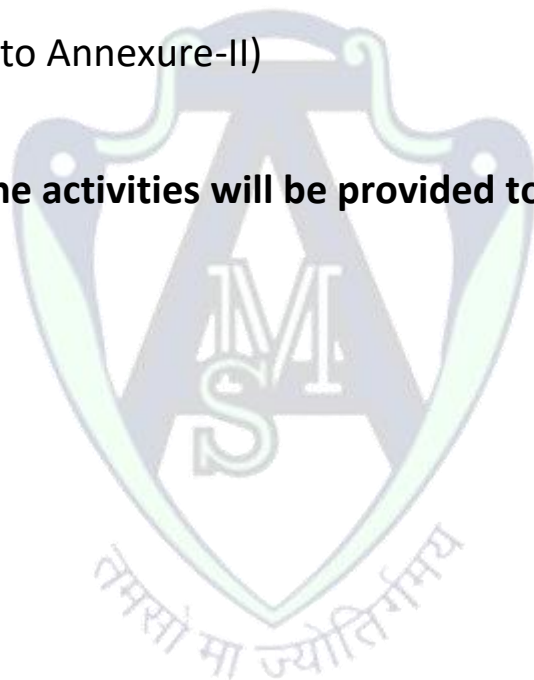 to Annexure-II)
he activities will be provided to
A
M
S
तमसो मा ज्योतिर्गमय